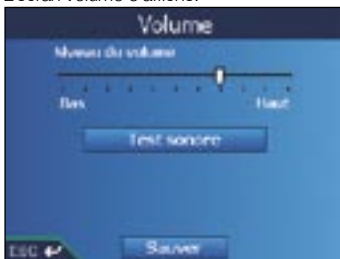 L'écran Volume s'affiche.
Volume
Niveau du volume
Bas Haut
Test sonore
Sauver
ESC